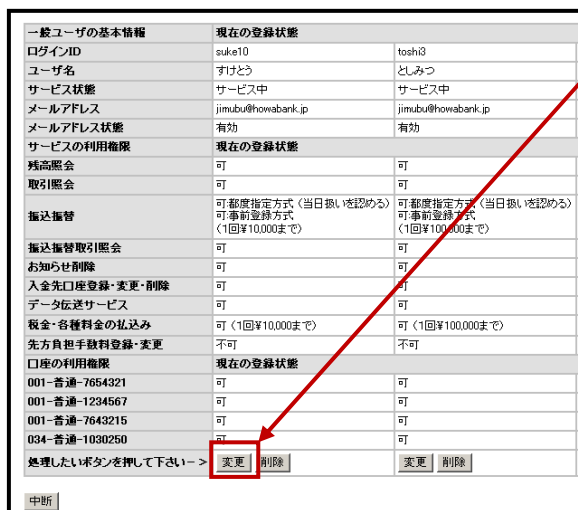 一般ユーザの基本情報 現在の登録状態
ログインID suke10 toshi3
ユーザ名 すけとう としみつ
サービス状態 サービス中 サービス中
メールアドレス jimubu@howabank.jp jimubu@howabank.jp
メールアドレス状態 有効 有効
サービスの利用権限 現在の登録状態
残高照会 可 可
取引照会 可 可
振込振替 可:都度指定方式（当日扱いを認める） 可:都度指定方式（当日扱いを認める）
可:事前登録方式 可:事前登録方式
(1回¥10,000まで) (1回¥100,000まで)
振込振替取引照会 可 可
お知らせ削除 可 可
入金先口座登録・変更・削除 可 可
データ伝送サービス 可 可
税金・各種料金の払込み 可（1回¥10,000まで） 可（1回¥100,000まで）
先方負担手数料登録・変更 不可 不可
口座の利用権限 現在の登録状態
001-普通-7654321 可 可
001-普通-1234567 可 可
001-普通-7643215 可 可
034-普通-1030250 可 可
処理したいボタンを押して下さい－> 変更 削除 変更 削除
中断